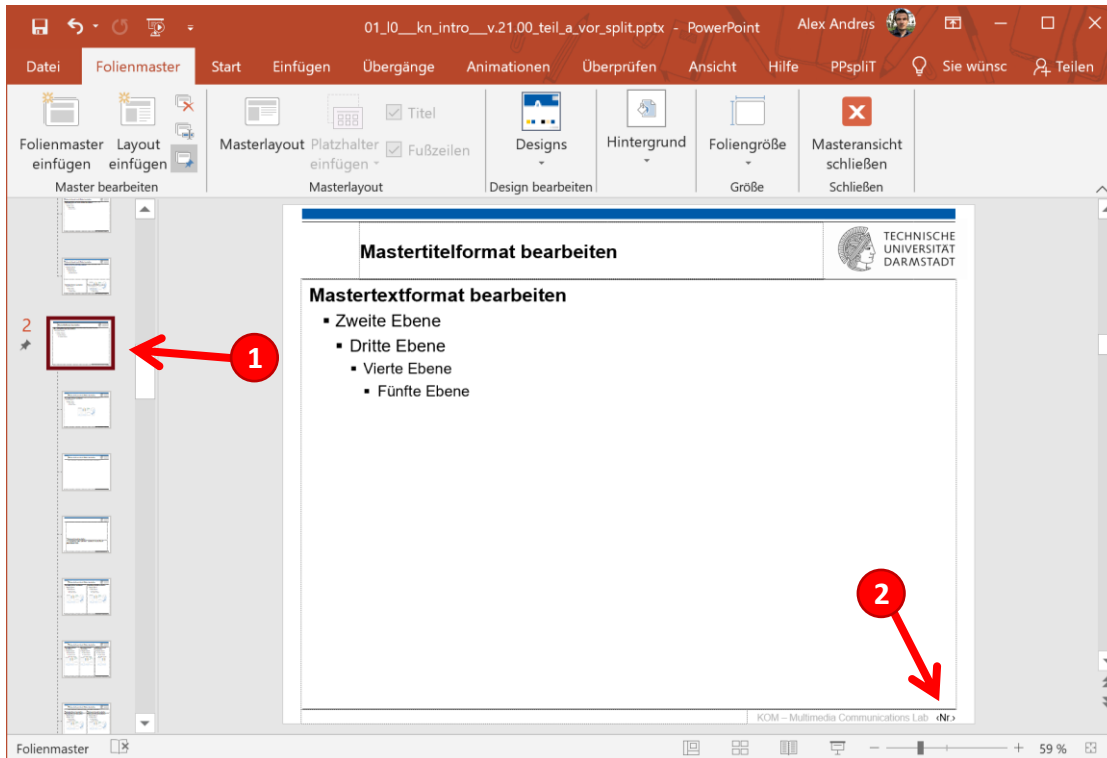 01_l0__kn_intro__v.21.00_teil_a_vor_split.pptx - PowerPoint
Alex Andres
Datei Folienmaster Start Einfügen Übergänge Animationen Überprüfen Ansicht Hilfe PPspliT Sie wünsc Teilen
Folienmaster einfügen
Layout einfügen
Master bearbeiten
Masterlayout
Platzhalter einfügen
Titel
Fußzeilen
Masterlayout
Designs
Design bearbeiten
Hintergrund
Foliengröße
Größe
Masteransicht schließen
Schließen
2
1
Mastertitelformat bearbeiten
TECHNISCHE
UNIVERSITÄT
DARMSTADT
Mastertextformat bearbeiten
▪ Zweite Ebene
▪ Dritte Ebene
▪ Vierte Ebene
▪ Fünfte Ebene
2
KOM – Multimedia Communications Lab ‹Nr.›
Folienmaster
59 %